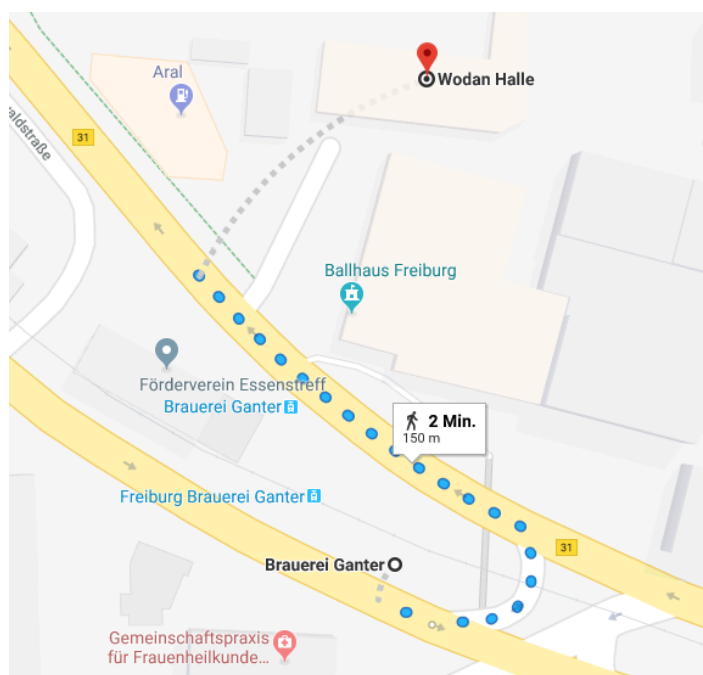 Wodan Halle
Aral
31
aldstraße
Ballhaus Freiburg
Förderverein Essenstreff
Brauerei Ganter
2 Min.
150 m
Freiburg Brauerei Ganter
31
Brauerei Ganter
Gemeinschaftspraxis
für Frauenheilkunde...